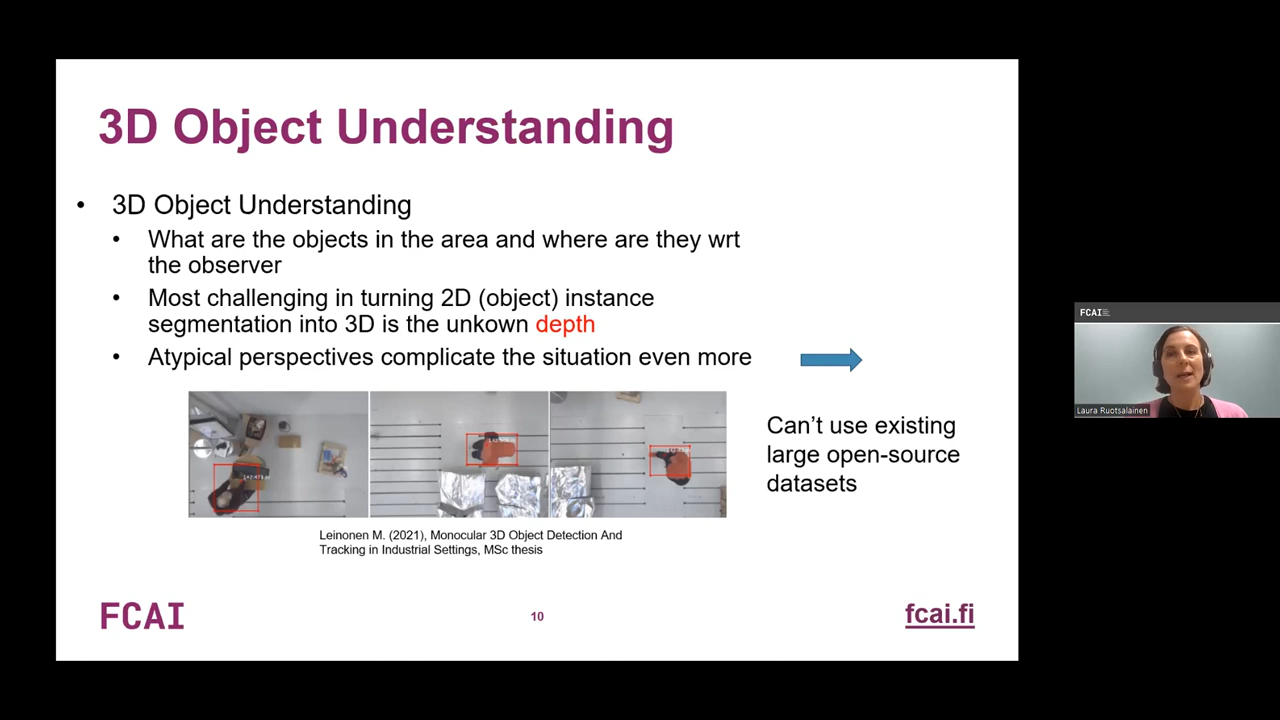 3D Object Understanding
• 3D Object Understanding
• What are the objects in the area and where are they wrt
the observer
• Most challenging in turning 2D (object) instance
segmentation into 3D is the unkown depth
• Atypical perspectives complicate the situation even more
Can't use existing
large open-source
datasets
Leinonen M. (2021), Monocular 3D Object Detection And
Tracking in Industrial Settings, MSc thesis
FCAI
10
fcai.fi
FCAI
Laura Ruotsalainen